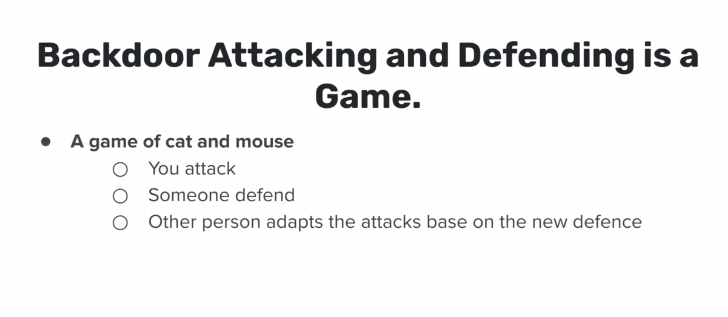 Backdoor Attacking and Defending is a
Game.
● A game of cat and mouse
○ You attack
○ Someone defend
○ Other person adapts the attacks base on the new defence